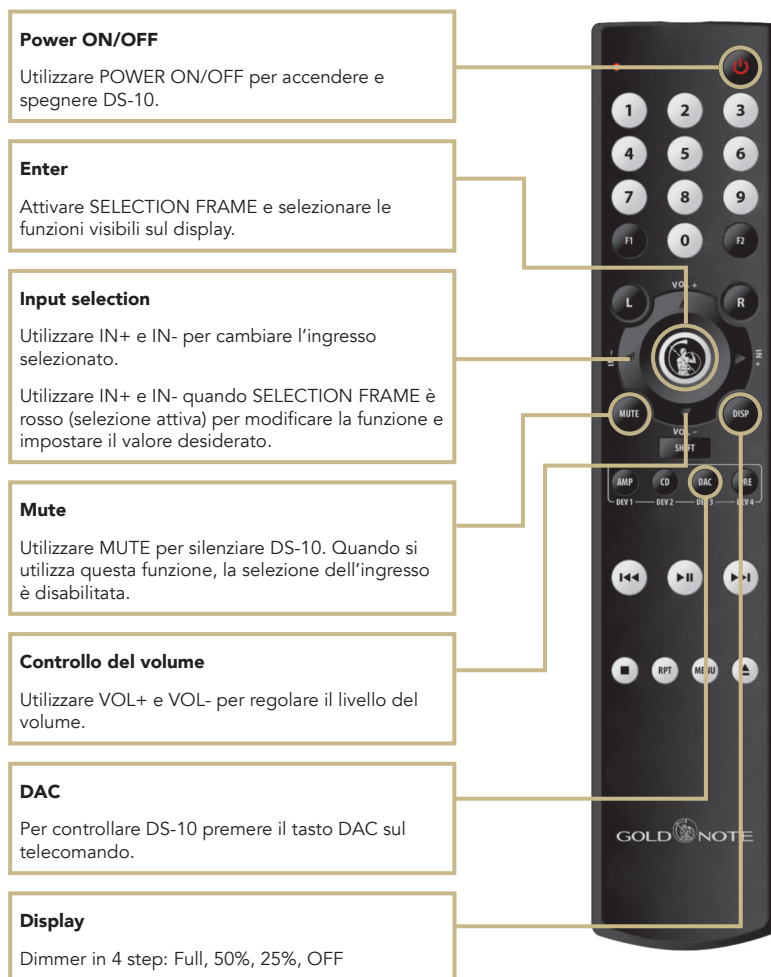 Power ON/OFF
Utilizzare POWER ON/OFF per accendere e
spegnere DS-10.
Enter
Attivare SELECTION FRAME e selezionare le
funzioni visibili sul display.
Input selection
Utilizzare IN+ e IN- per cambiare l'ingresso
selezionato.
Utilizzare IN+ e IN- quando SELECTION FRAME è
rosso (selezione attiva) per modificare la funzione e
impostare il valore desiderato.
Mute
Utilizzare MUTE per silenziare DS-10. Quando si
utilizza questa funzione, la selezione dell'ingresso
è disabilitata.
Controllo del volume
Utilizzare VOL+ e VOL- per regolare il livello del
volume.
DAC
Per controllare DS-10 premere il tasto DAC sul
telecomando.
Display
Dimmer in 4 step: Full, 50%, 25%, OFF
1 2 3
4 5 6
7 8 9
F1 0 F2
VOL +
L R
IN - IN +
MUTE DISP
VOL -
SHIFT
AMP CD DAC PRE
DEV 1 DEV 2 DEV 3 DEV 4
RPT MENU
GOLD NOTE